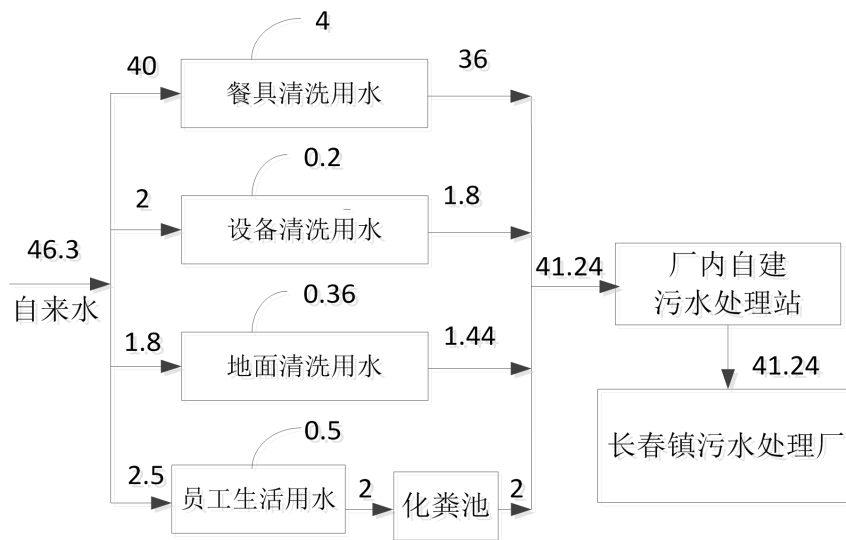 4
40
餐具清洗用水
36
0.2
2
设备清洗用水
1.8
46.3
自来水
41.24
厂内自建
污水处理站
0.36
1.8
地面清洗用水
1.44
41.24
长春镇污水处理厂
0.5
2.5
员工生活用水
2
化粪池
2